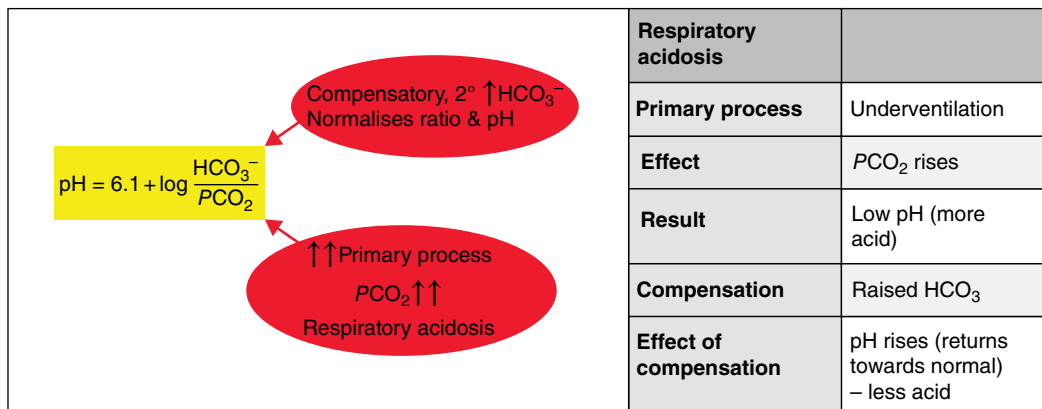 Compensatory, 2° ↑HCO₃⁻
Normalises ratio & pH
pH = 6.1 + log HCO₃⁻ / PCO₂
↑↑Primary process
PCO₂↑↑
Respiratory acidosis
Respiratory
acidosis
Primary process
Underventilation
Effect
PCO₂ rises
Result
Low pH (more
acid)
Compensation
Raised HCO₃
Effect of
compensation
pH rises (returns
towards normal)
– less acid